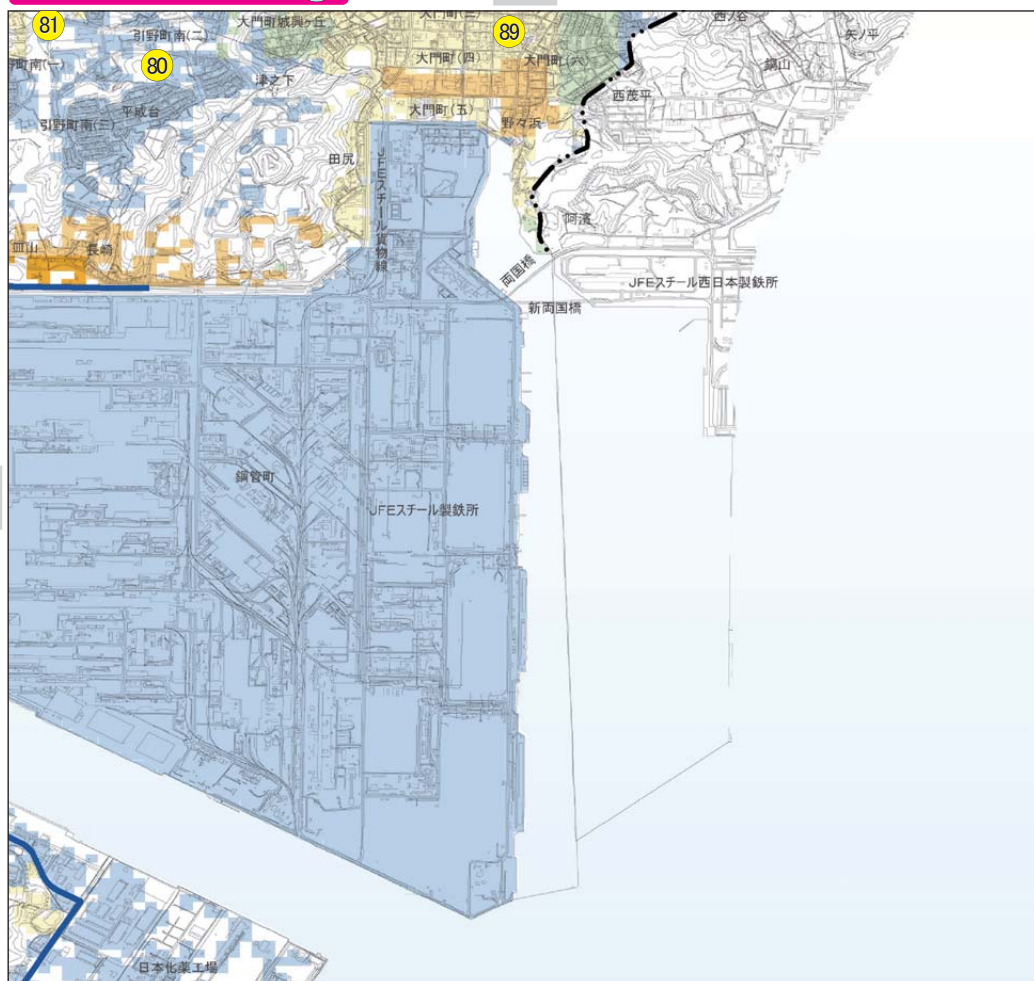 81
引野町南(二)
大門町城興ヶ丘
大門町(三)
89
西ノ谷
矢ノ平
野町南(一)
80
津之下
大門町(四)
大門町(六)
鍋山
平成台
西茂平
引野町南(三)
大門町(五)
野々浜
田尻
JFEスチール貨物線
皿山
長崎
阿濱
両国橋
JFEスチール西日本製鉄所
新両国橋
鋼管町
JFEスチール製鉄所
日本化薬工場